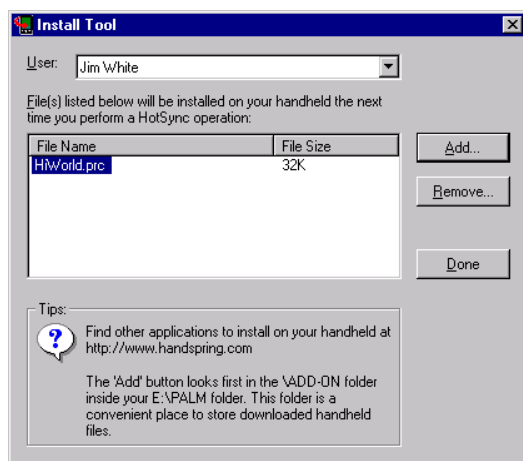 Install Tool
User: Jim White
File(s) listed below will be installed on your handheld the next
time you perform a HotSync operation:
File Name File Size
HiWorld.prc 32K
Add...
Remove...
Done
Tips:
Find other applications to install on your handheld at
http://www.handspring.com
The 'Add' button looks first in the \ADD-ON folder
inside your E:\PALM folder. This folder is a
convenient place to store downloaded handheld
files.